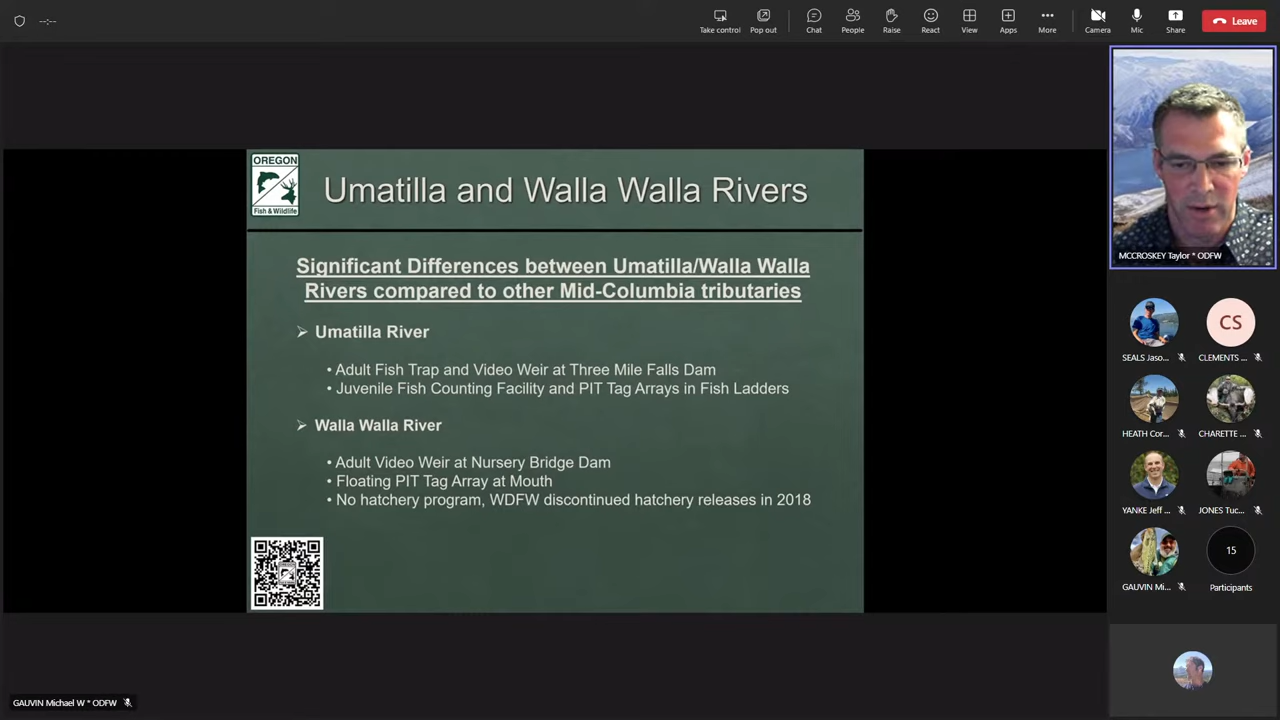 --:--
Take control
Pop out
Chat
People
Raise
React
View
Apps
More
Camera
Mic
Share
Leave
OREGON
Fish & Wildlife
Umatilla and Walla Walla Rivers
Significant Differences between Umatilla/Walla Walla
Rivers compared to other Mid-Columbia tributaries
➢ Umatilla River
• Adult Fish Trap and Video Weir at Three Mile Falls Dam
• Juvenile Fish Counting Facility and PIT Tag Arrays in Fish Ladders
➢ Walla Walla River
• Adult Video Weir at Nursery Bridge Dam
• Floating PIT Tag Array at Mouth
• No hatchery program, WDFW discontinued hatchery releases in 2018
MCCROSKEY Taylor * ODFW
SEALS Jaso...
CS
CLEMENTS ...
HEATH Cor...
CHARETTE ...
YANKE Jeff ...
JONES Tuc...
GAUVIN Mi...
15
Participants
GAUVIN Michael W * ODFW